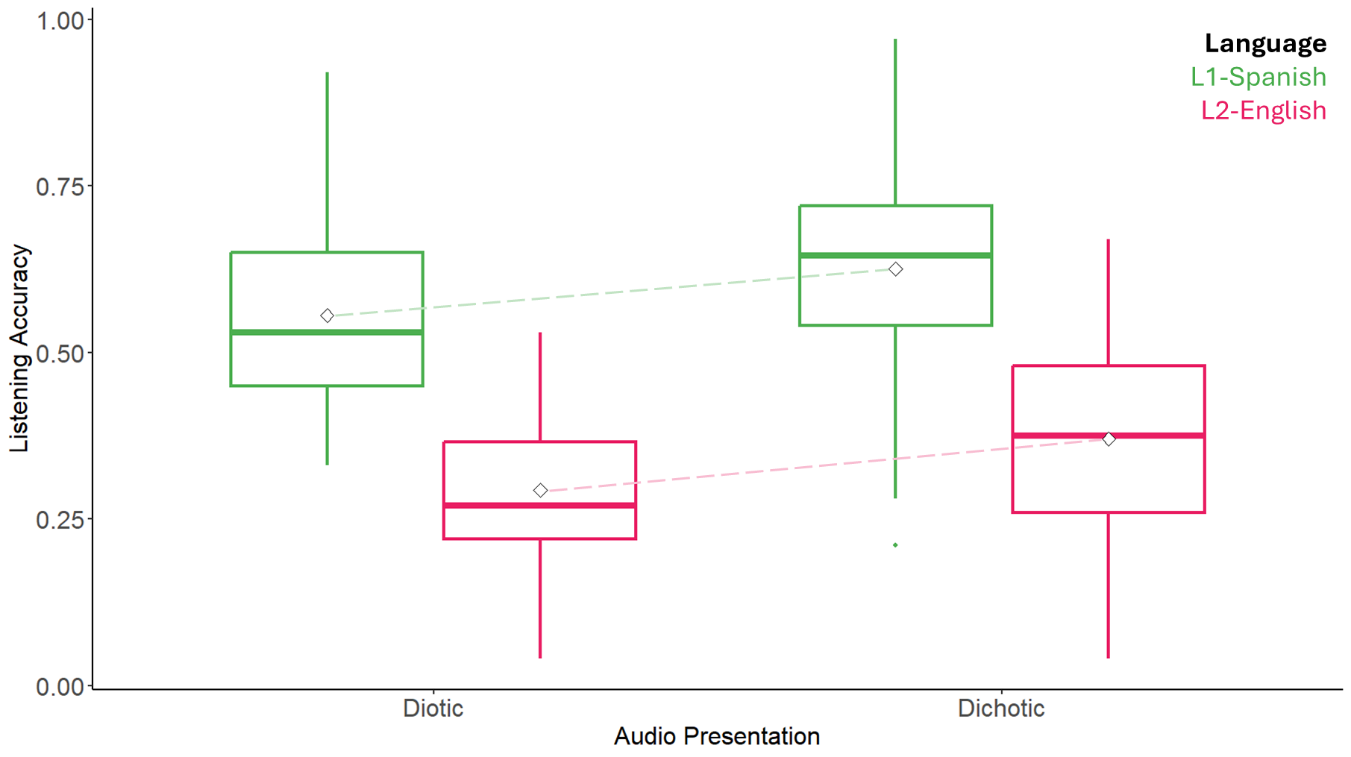 1.00
0.75
0.50
0.25
0.00
Listening Accuracy
Language
L1-Spanish
L2-English
Diotic
Dichotic
Audio Presentation